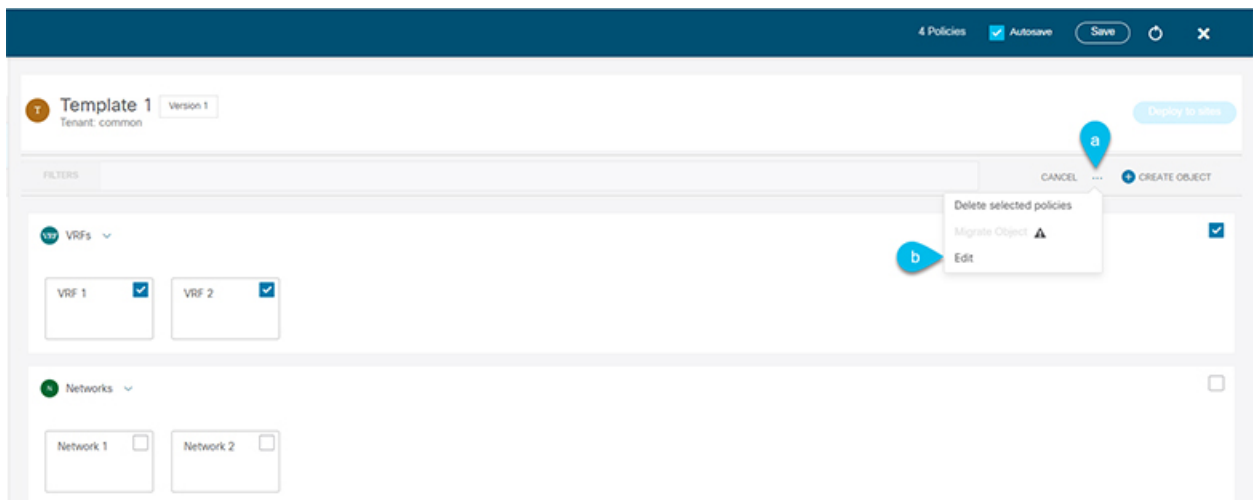 4 Policies Autosave Save
T Template 1 Version 1 Deploy to sites
Tenant: common
a
FILTERS CANCEL ... CREATE OBJECT
Delete selected policies
VRF VRFs Migrate Object
b Edit
VRF 1 VRF 2
N Networks
Network 1 Network 2